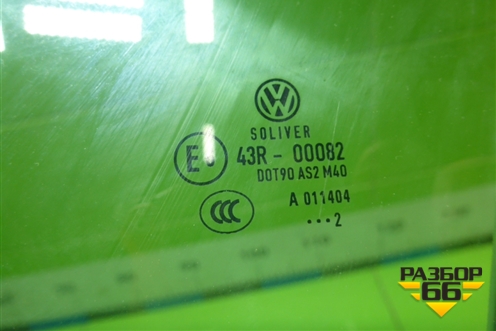 SOLIVER
E 43R - 00082
DOT90 AS2 M40
CCC A 011404
•••2
РАЗБОР
66